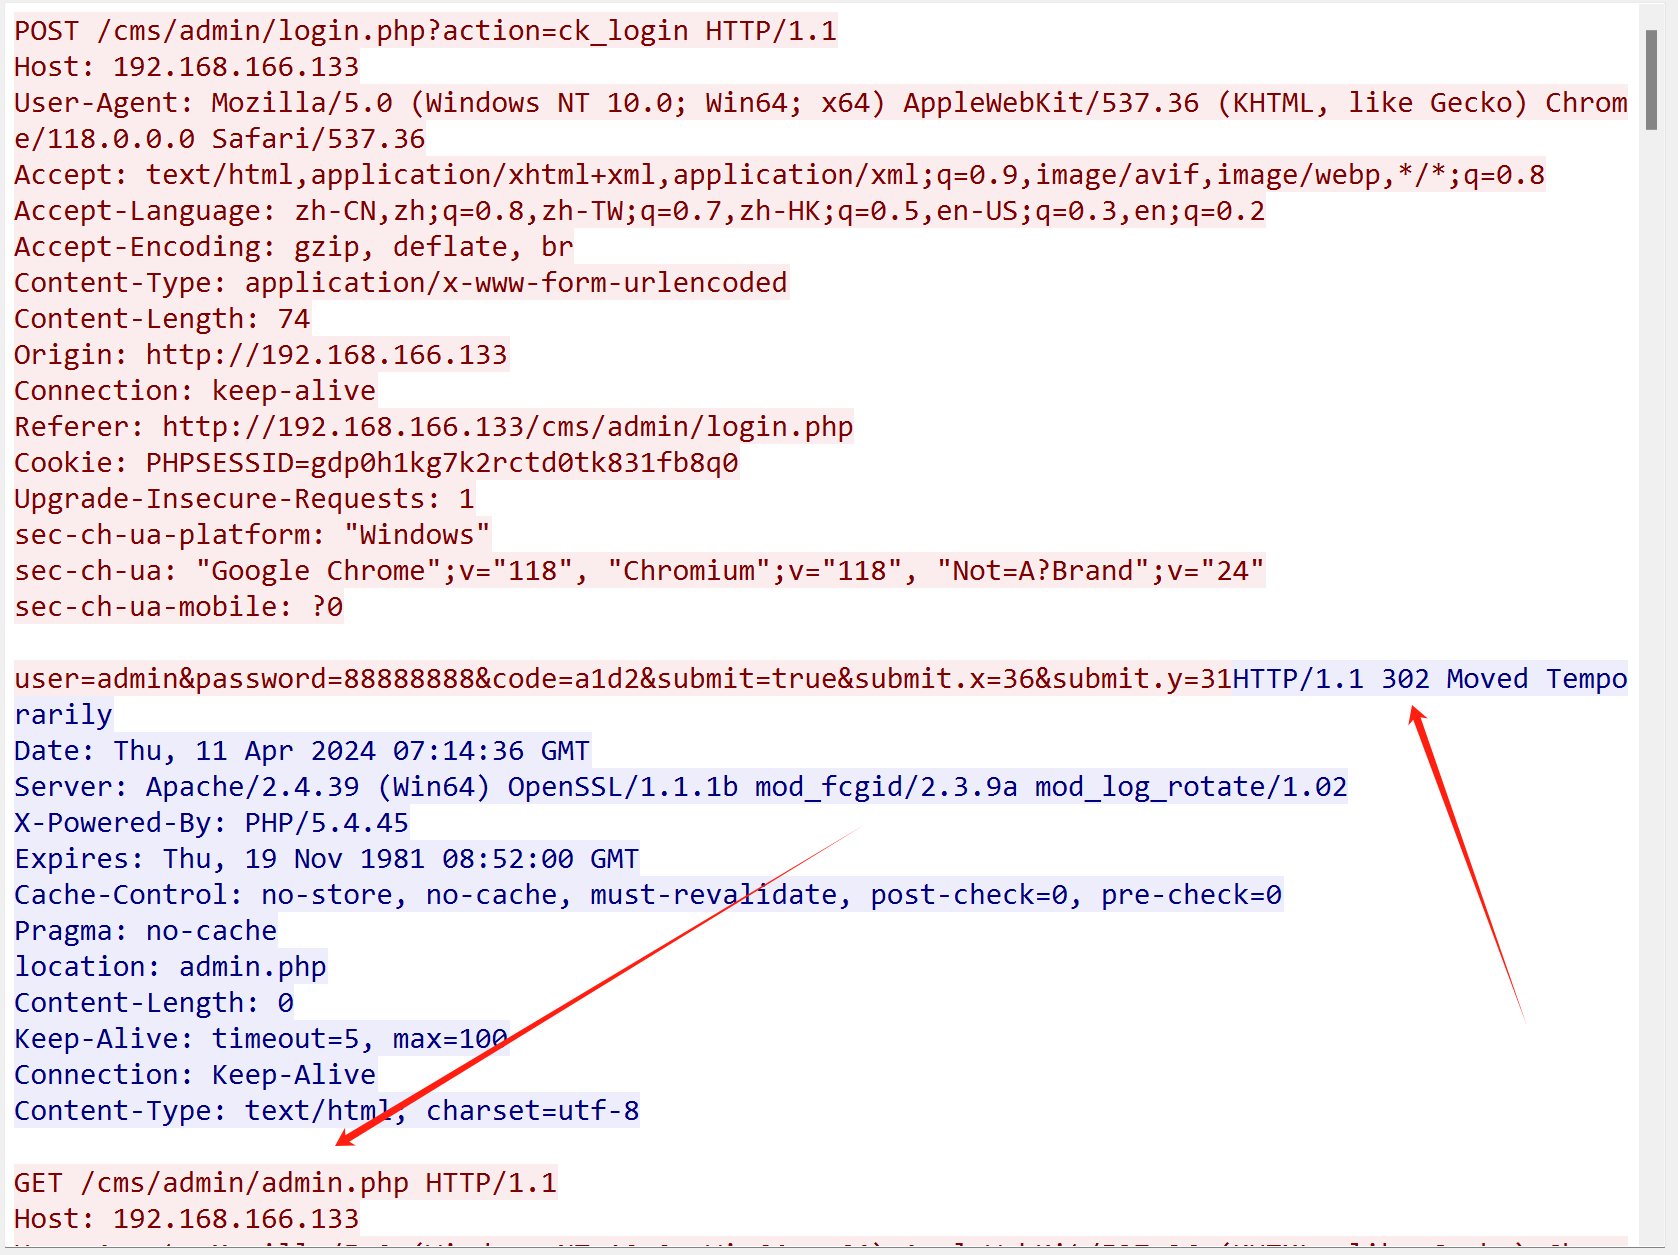 POST /cms/admin/login.php?action=ck_login HTTP/1.1
Host: 192.168.166.133
User-Agent: Mozilla/5.0 (Windows NT 10.0; Win64; x64) AppleWebKit/537.36 (KHTML, like Gecko) Chrom
e/118.0.0.0 Safari/537.36
Accept: text/html,application/xhtml+xml,application/xml;q=0.9,image/avif,image/webp,*/*;q=0.8
Accept-Language: zh-CN,zh;q=0.8,zh-TW;q=0.7,zh-HK;q=0.5,en-US;q=0.3,en;q=0.2
Accept-Encoding: gzip, deflate, br
Content-Type: application/x-www-form-urlencoded
Content-Length: 74
Origin: http://192.168.166.133
Connection: keep-alive
Referer: http://192.168.166.133/cms/admin/login.php
Cookie: PHPSESSID=gdp0h1kg7k2rctd0tk831fb8q0
Upgrade-Insecure-Requests: 1
sec-ch-ua-platform: "Windows"
sec-ch-ua: "Google Chrome";v="118", "Chromium";v="118", "Not=A?Brand";v="24"
sec-ch-ua-mobile: ?0
user=admin&password=88888888&code=a1d2&submit=true&submit.x=36&submit.y=31HTTP/1.1 302 Moved Tempo
rarily
Date: Thu, 11 Apr 2024 07:14:36 GMT
Server: Apache/2.4.39 (Win64) OpenSSL/1.1.1b mod_fcgid/2.3.9a mod_log_rotate/1.02
X-Powered-By: PHP/5.4.45
Expires: Thu, 19 Nov 1981 08:52:00 GMT
Cache-Control: no-store, no-cache, must-revalidate, post-check=0, pre-check=0
Pragma: no-cache
location: admin.php
Content-Length: 0
Keep-Alive: timeout=5, max=100
Connection: Keep-Alive
Content-Type: text/html, charset=utf-8
GET /cms/admin/admin.php HTTP/1.1
Host: 192.168.166.133